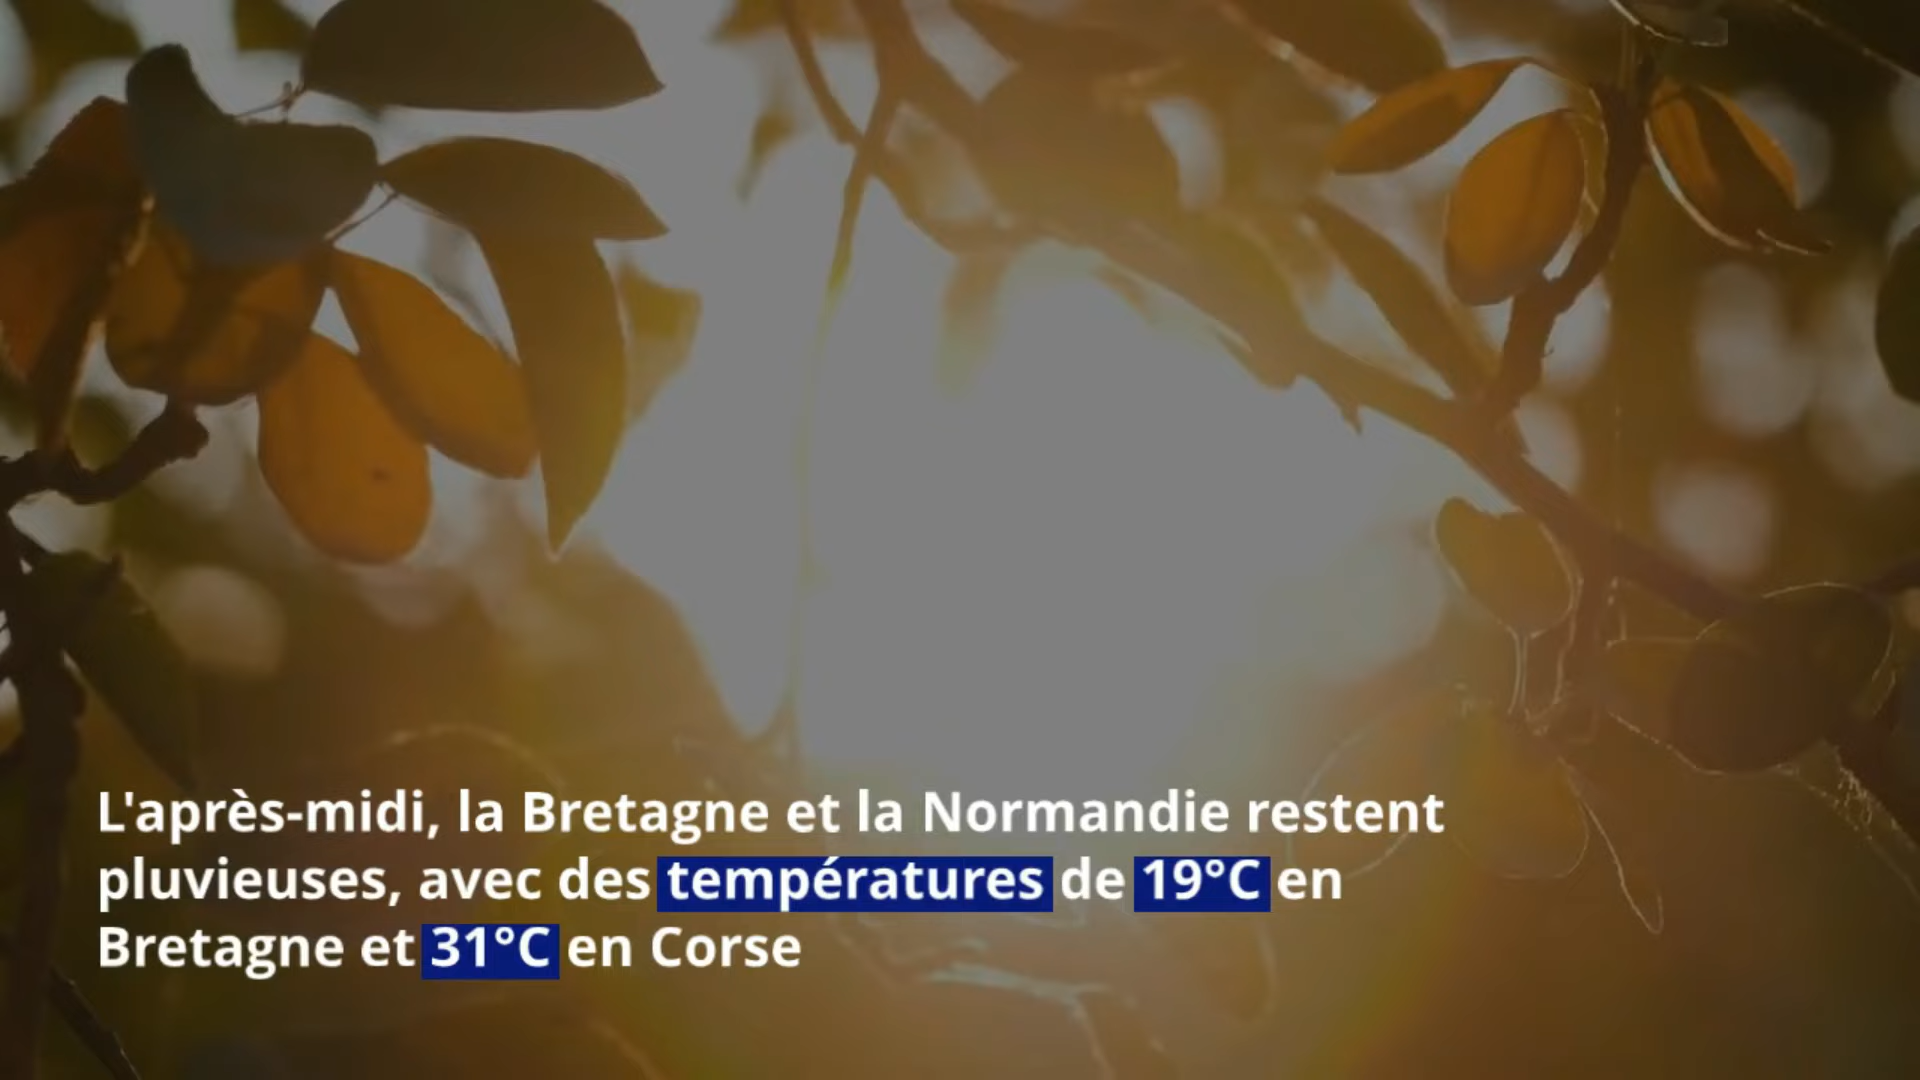 L'après-midi, la Bretagne et la Normandie restent
pluvieuses, avec des températures de 19°C en
Bretagne et 31°C en Corse